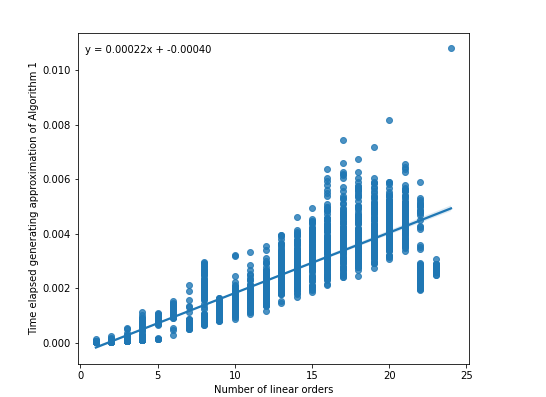 y = 0.00022x + -0.00040
Time elapsed generating approximation of Algorithm 1
0.010
0.008
0.006
0.004
0.002
0.000
0 5 10 15 20 25
Number of linear orders